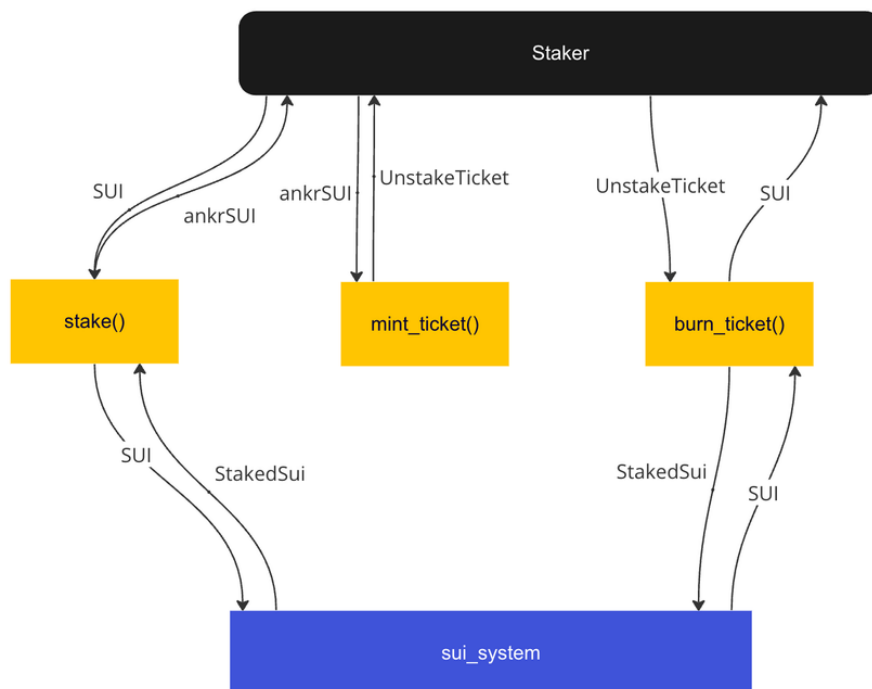 Staker
SUI
ankrSUI
ankrSUI
UnstakeTicket
UnstakeTicket
SUI
stake()
mint_ticket()
burn_ticket()
SUI
StakedSui
StakedSui
SUI
sui_system